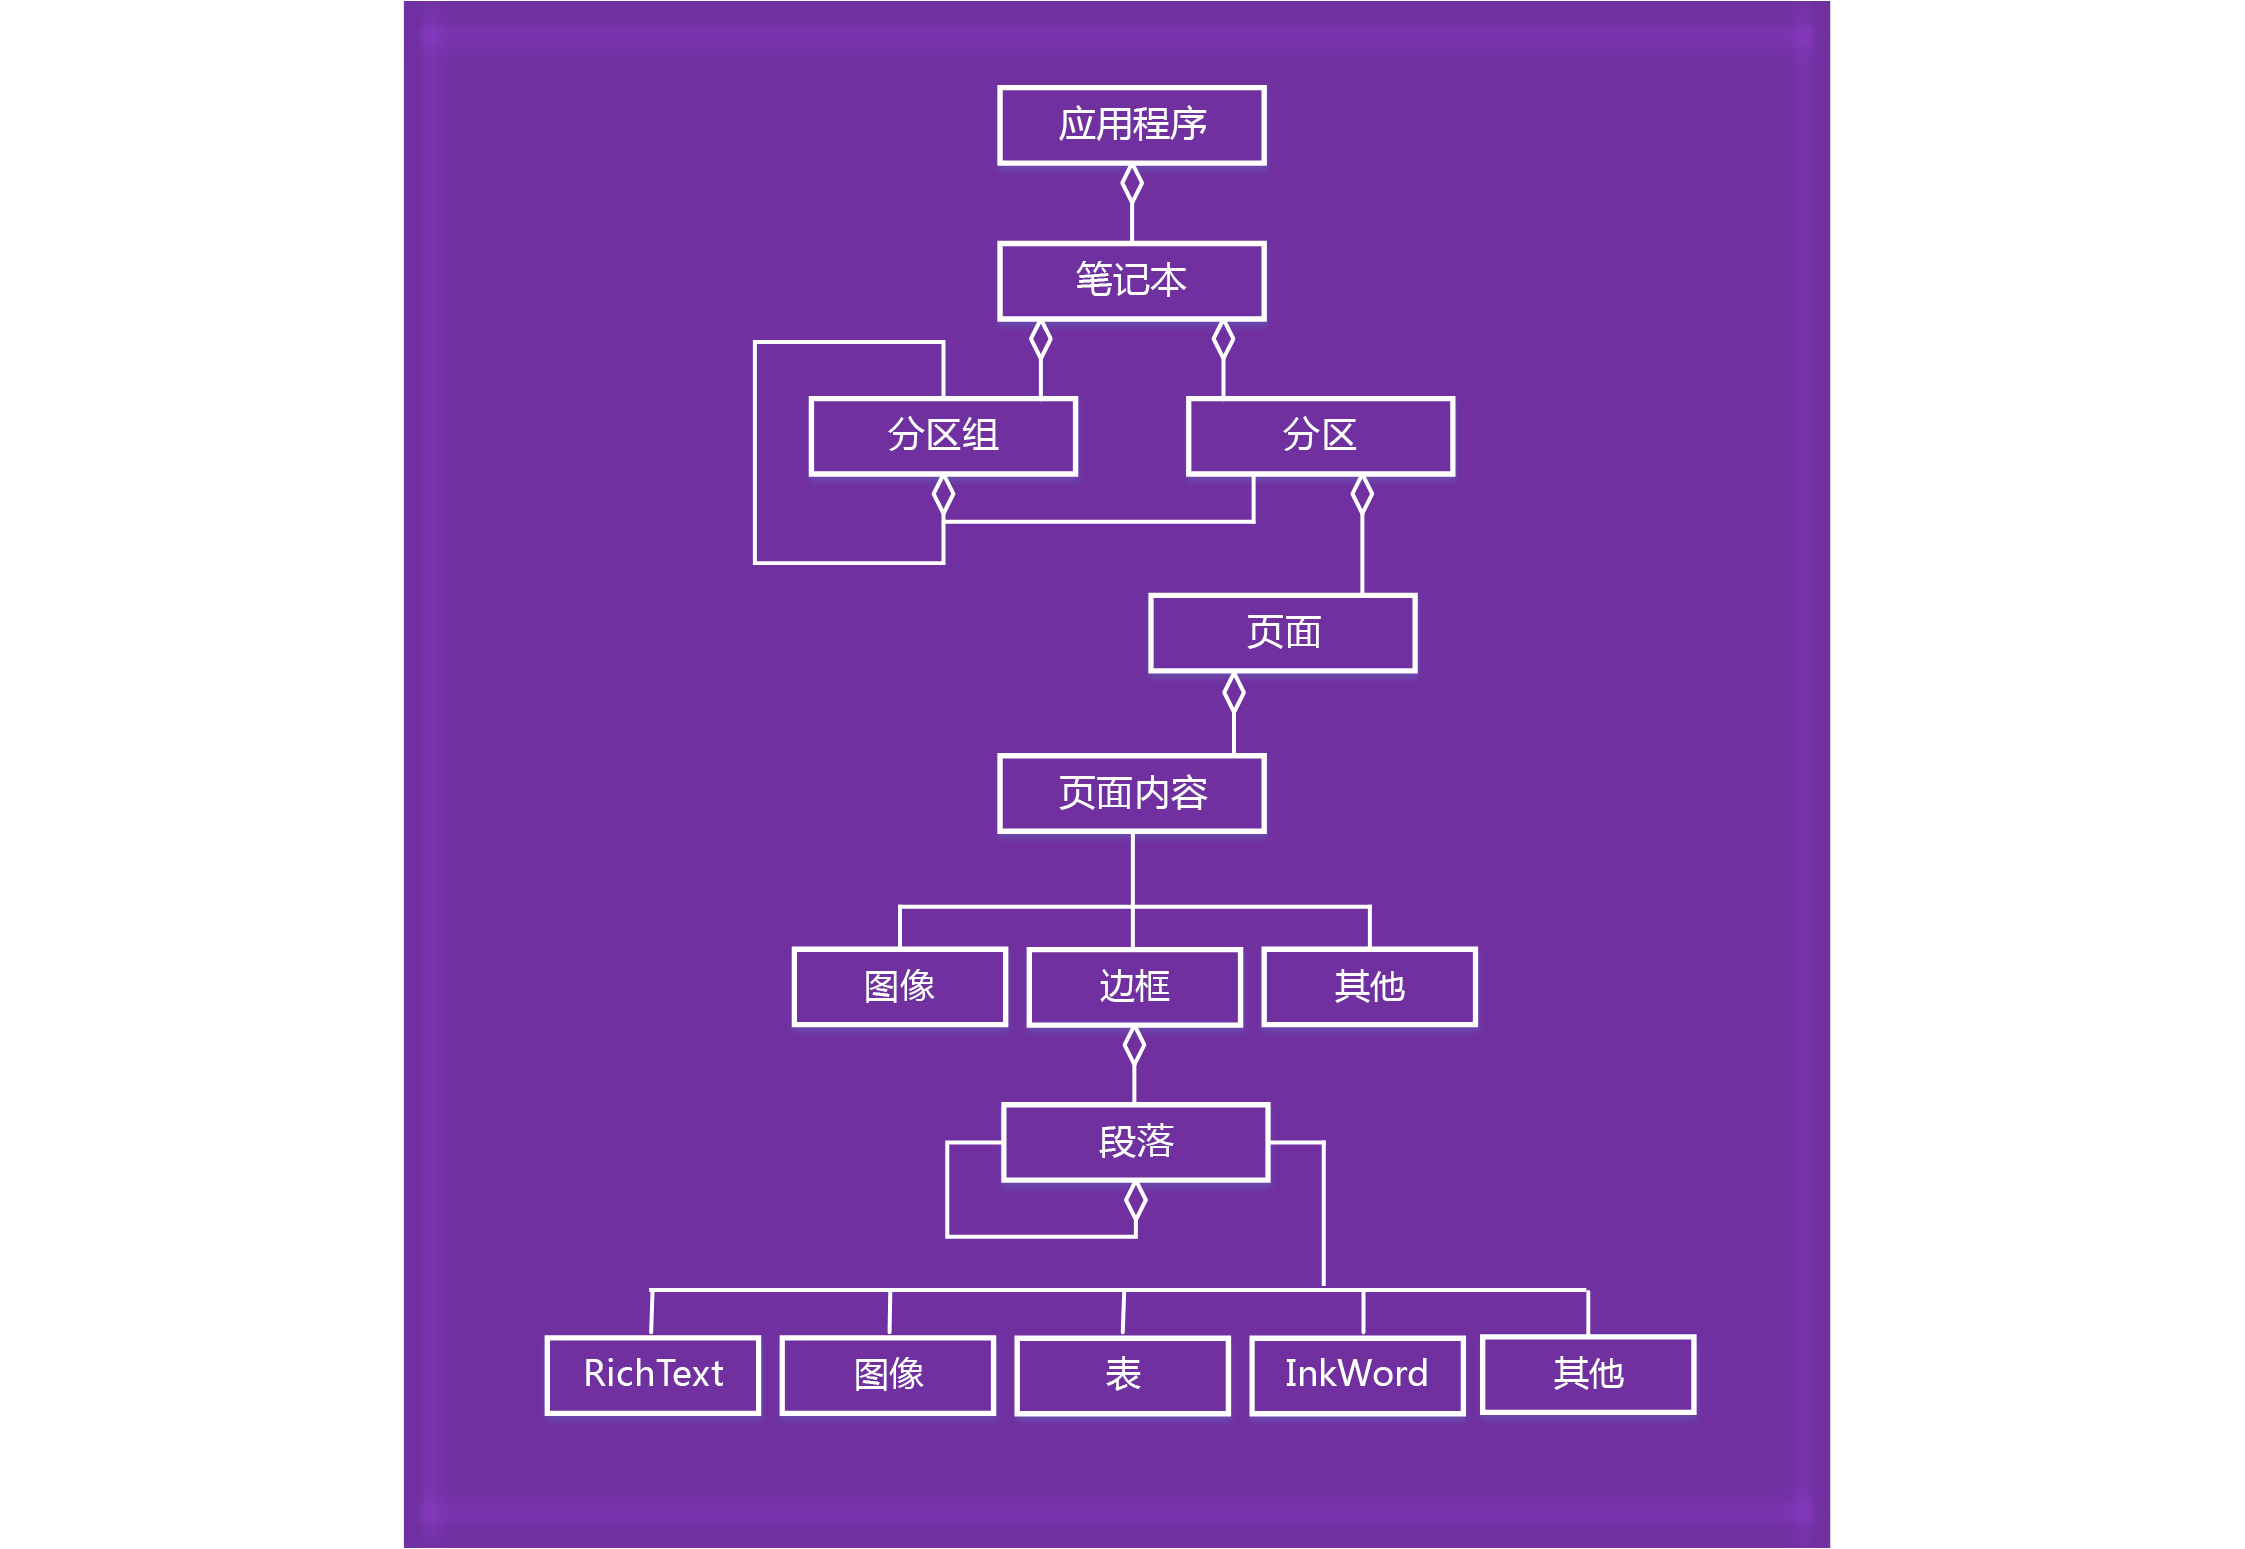 应用程序
笔记本
分区组
分区
页面
页面内容
图像
边框
其他
段落
RichText
图像
表
InkWord
其他